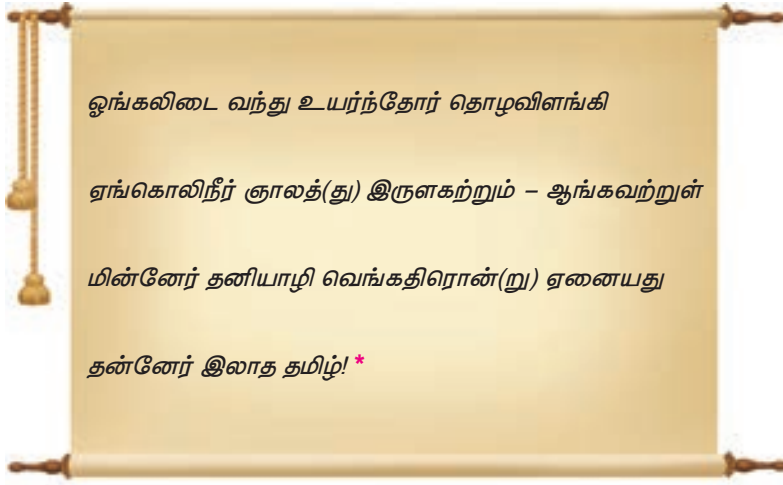 ஓங்கலிடை வந்து உயர்ந்தோர் தொழவிளங்கி
ஏங்கொலிநீர் ஞாலத்(து) இருளகற்றும் – ஆங்கவற்றுள்
மின்னேர் தனியாழி வெங்கதிரொன்(று) ஏனையது
தன்னேர் இலாத தமிழ்! *